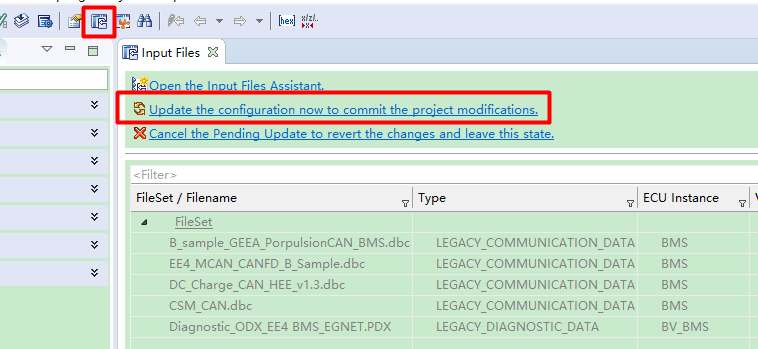 [hex] x/z/..
Input Files
Open the Input Files Assistant.
Update the configuration now to commit the project modifications.
Cancel the Pending Update to revert the changes and leave this state.
<Filter>
FileSet / Filename Type ECU Instance
FileSet
B_sample_GEEA_PorpulsionCAN_BMS.dbc LEGACY_COMMUNICATION_DATA BMS
EE4_MCAN_CANFD_B_Sample.dbc LEGACY_COMMUNICATION_DATA BMS
DC_Charge_CAN_HEE_v1.3.dbc LEGACY_COMMUNICATION_DATA BMS
CSM_CAN.dbc LEGACY_COMMUNICATION_DATA BMS
Diagnostic_ODX_EE4 BMS_EGNET.PDX LEGACY_DIAGNOSTIC_DATA BV_BMS